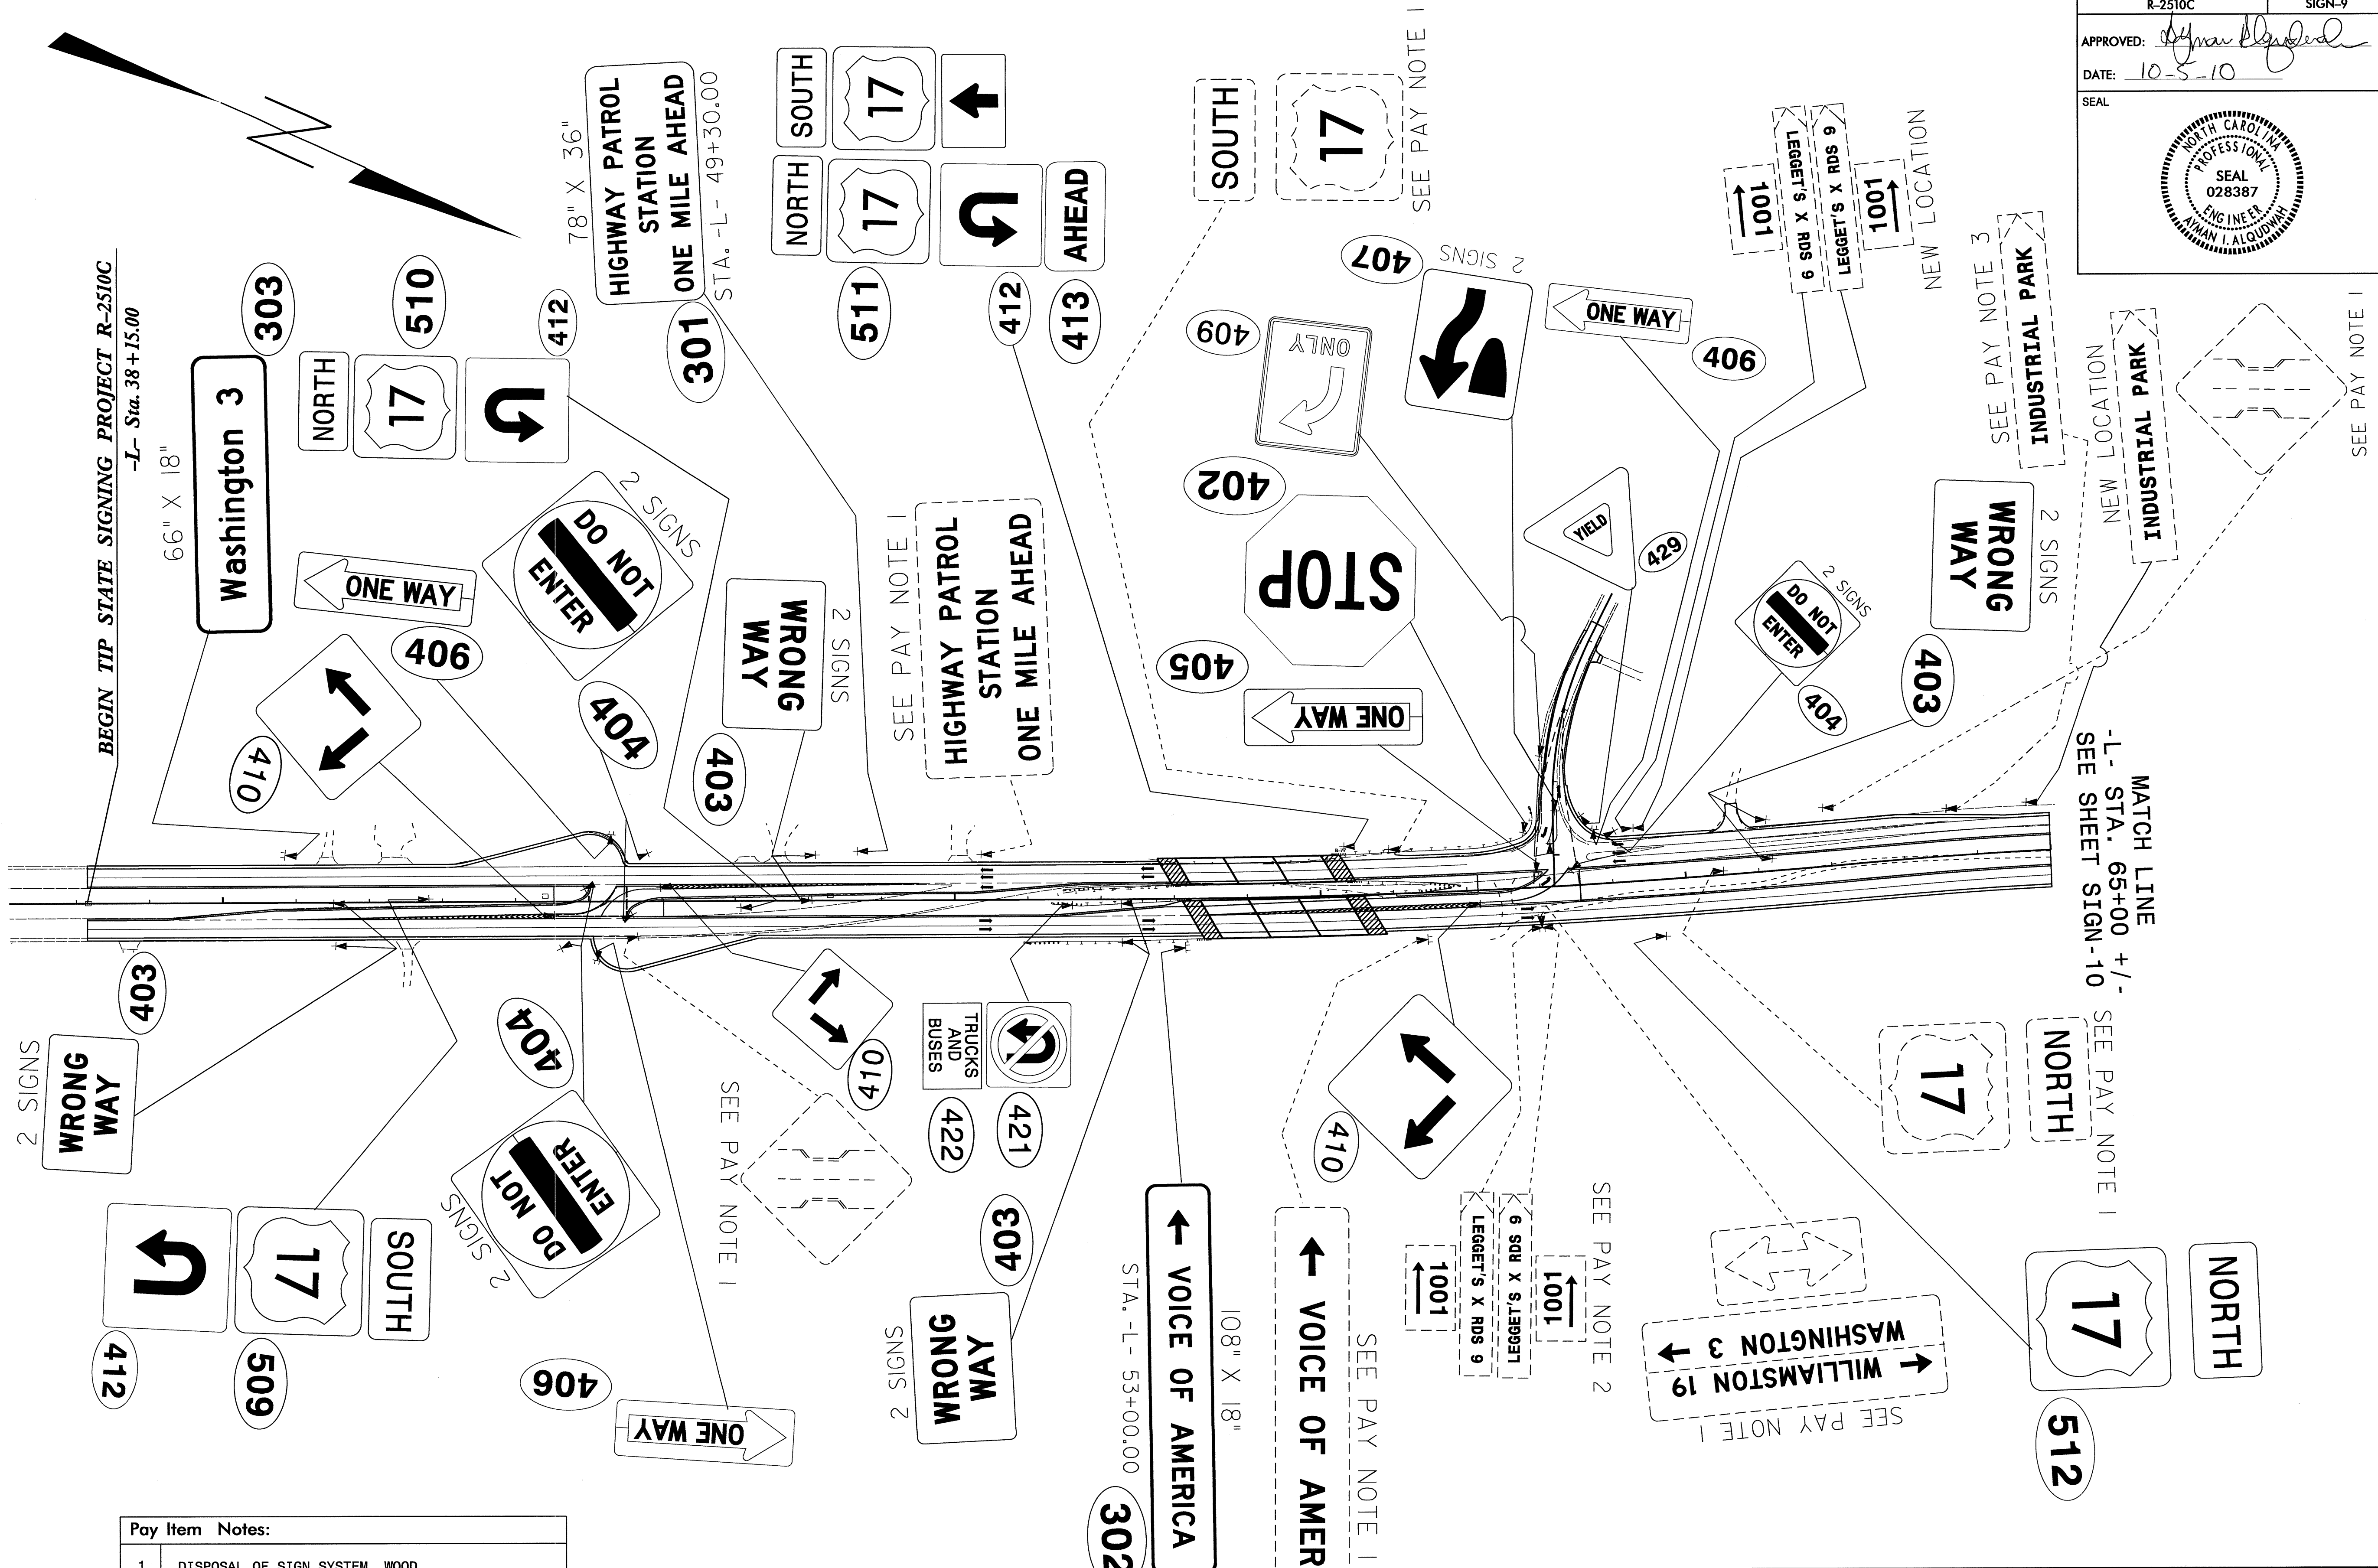 R-2510C
SIGN-9
APPROVED:
DATE: 10-5-10
SEAL
NORTH CAROLINA
PROFESSIONAL
SEAL
028387
ENGINEER
AYMAN I. ALQUDWAH
BEGIN TIP STATE SIGNING PROJECT R-2510C
-L- Sta. 38+15.00
66" X 18"
Washington 3
303
NORTH
17
510
412
78" X 36"
HIGHWAY PATROL
STATION
ONE MILE AHEAD
STA. -L- 49+30.00
301
SOUTH
17
NORTH
17
AHEAD
511
412
413
SOUTH
17
SEE PAY NOTE 1
407
2 SIGNS
409
ONLY
ONE WAY
406
1001
LEGGET'S X RDS 9
LEGGET'S X RDS 9
1001
NEW LOCATION
SEE PAY NOTE 3
INDUSTRIAL PARK
NEW LOCATION
INDUSTRIAL PARK
SEE PAY NOTE 1
ONE WAY
406
410
DO NOT
ENTER
2 SIGNS
404
WRONG
WAY
2 SIGNS
403
SEE PAY NOTE 1
HIGHWAY PATROL
STATION
ONE MILE AHEAD
402
STOP
405
ONE WAY
YIELD
429
DO NOT
ENTER
2 SIGNS
404
WRONG
WAY
2 SIGNS
403
MATCH LINE
-L- STA. 65+00 +/-
SEE SHEET SIGN-10
403
2 SIGNS
WRONG
WAY
412
17
509
SOUTH
404
DO NOT
ENTER
2 SIGNS
406
ONE WAY
410
SEE PAY NOTE 1
TRUCKS
AND
BUSES
422
421
403
2 SIGNS
WRONG
WAY
STA. -L- 53+00.00
302
VOICE OF AMERICA
108" X 18"
VOICE OF AMER
SEE PAY NOTE 1
410
1001
LEGGET'S X RDS 9
LEGGET'S X RDS 9
1001
SEE PAY NOTE 2
WILLIAMSTON 19
WASHINGTON 3
SEE PAY NOTE 1
17
NORTH
SEE PAY NOTE 1
17
NORTH
512
Pay Item Notes:
1 DISPOSAL OF SIGN SYSTEM, WOOD